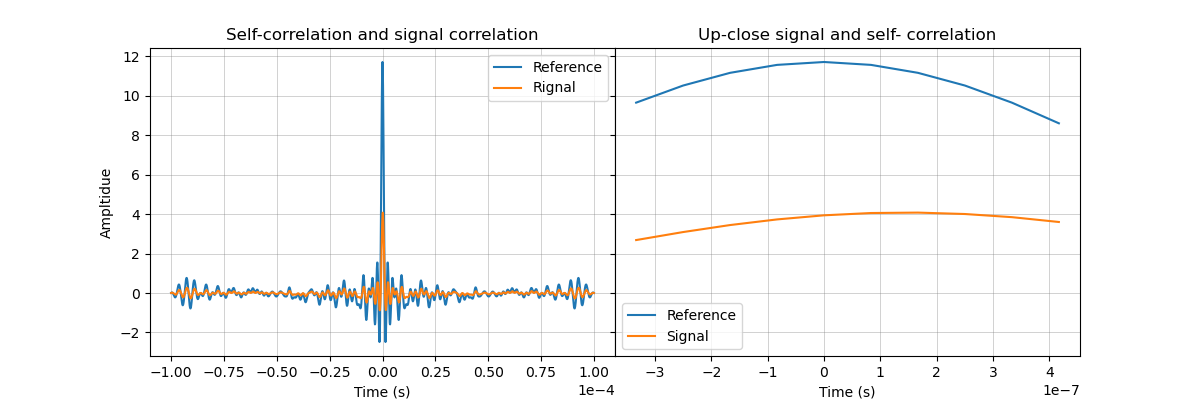 Self-correlation and signal correlation
Up-close signal and self- correlation
Reference
Rignal
Reference
Signal
12
10
8
6
4
2
0
−2
Ampltidue
−1.00
−0.75
−0.50
−0.25
0.00
0.25
0.50
0.75
1.00
1e−4
Time (s)
−3
−2
−1
0
1
2
3
4
1e−7
Time (s)